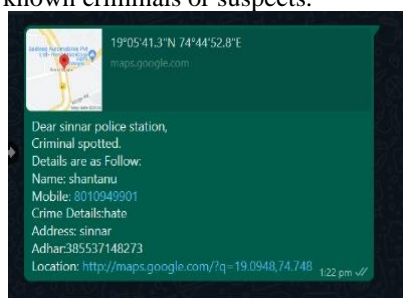 known criminals or suspects.
19°05'41.3"N 74°44'52.8"E
maps.google.com
Dear sinnar police station,
Criminal spotted.
Details are as Follow:
Name: shantanu
Mobile: 8010949901
Crime Details:hate
Address: sinnar
Adhar:385537148273
Location: http://maps.google.com/?q=19.0948,74.748
1:22 pm